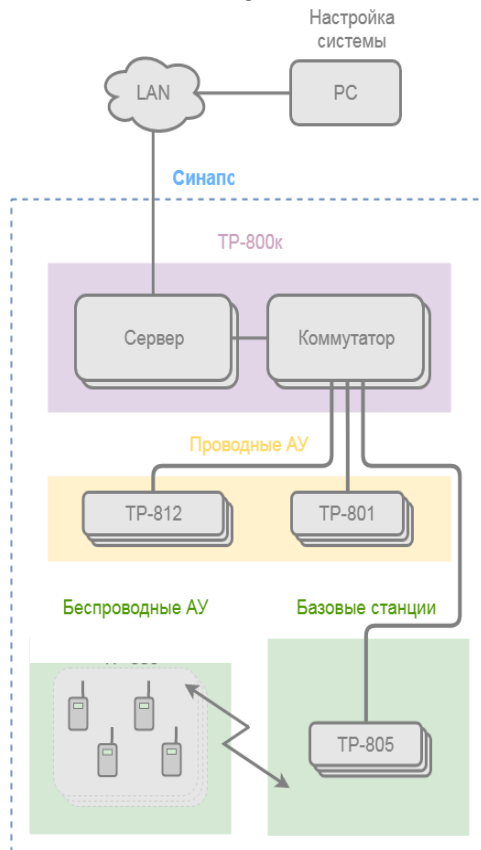 Настройка
системы
LAN
PC
Синапс
ТР-800к
Сервер
Коммутатор
Проводные АУ
ТР-812
ТР-801
Беспроводные АУ
Базовые станции
ТР-805